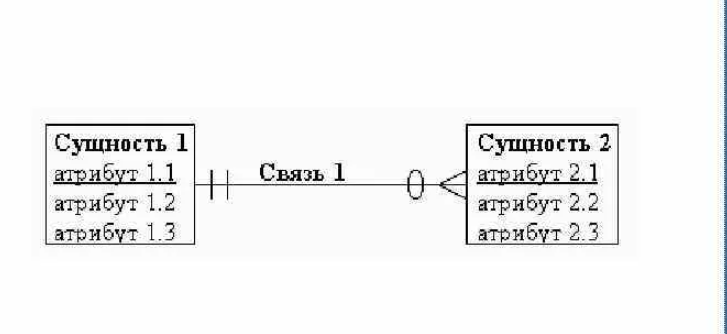 Сущность 1
атрибут 1.1
атрибут 1.2
атрибут 1.3
Связь 1
Сущность 2
атрибут 2.1
атрибут 2.2
атрибут 2.3